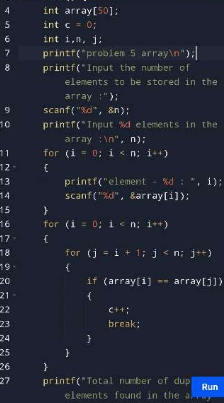 4 int array[50];
5 int c = 0;
6 int i,n, j;
7 printf("problem 5 array\n");
8 printf("Input the number of
elements to be stored in the
array :");
9 scanf("%d", &n);
10 printf("Input %d elements in the
array :\n", n);
11 for (i = 0; i < n; i++)
12 {
13 printf("element - %d : ", i);
14 scanf("%d", &array[i]);
15 }
16 for (i = 0; i < n; i++)
17 {
18 for (j = i + 1; j < n; j++)
19 {
20 if (array[i] == array[j])
21 {
22 c++;
23 break;
24 }
25 }
26 }
27 printf("Total number of dup
elements found in the
Run